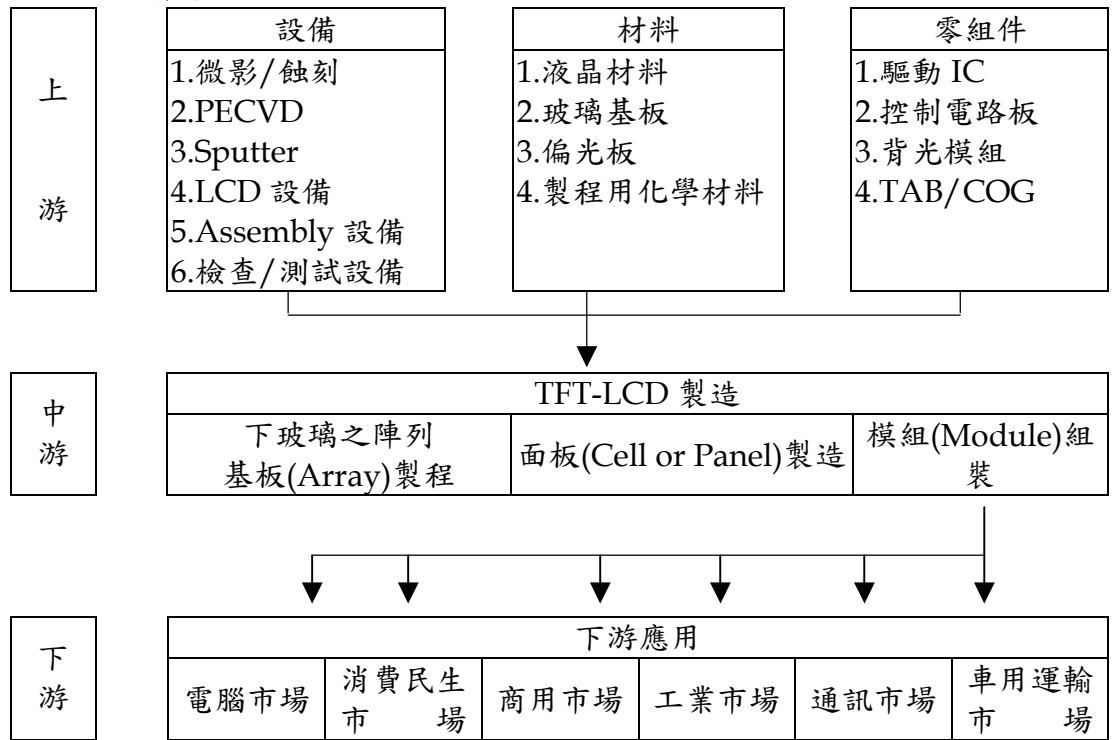 上
游
設備
1.微影/蝕刻
2.PECVD
3.Sputter
4.LCD 設備
5.Assembly 設備
6.檢查/測試設備
材料
1.液晶材料
2.玻璃基板
3.偏光板
4.製程用化學材料
零組件
1.驅動 IC
2.控制電路板
3.背光模組
4.TAB/COG
中
游
TFT-LCD 製造
下玻璃之陣列
基板(Array)製程
面板(Cell or Panel)製造
模組(Module)組
裝
下
游
下游應用
電腦市場
消費民生
市 場
商用市場
工業市場
通訊市場
車用運輸
市 場